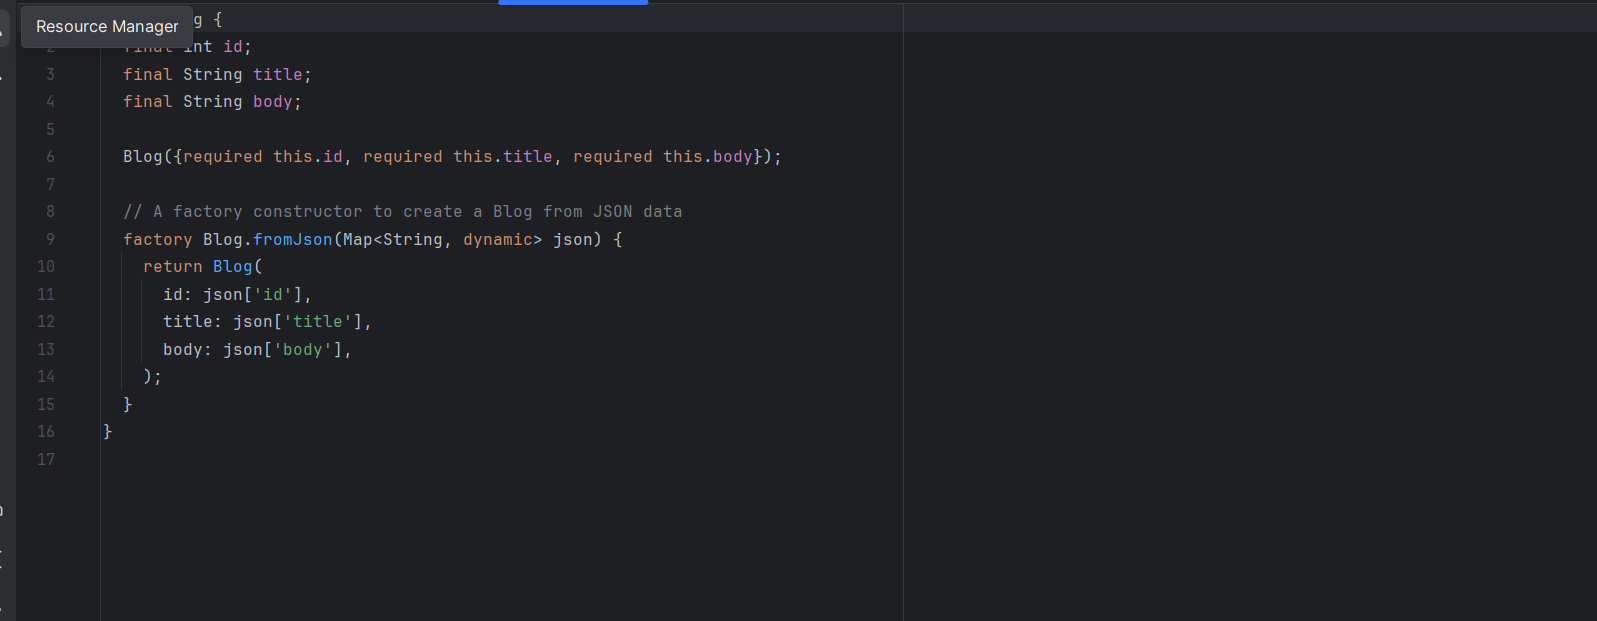 Resource Manager
g {
2 final int id;
3 final String title;
4 final String body;
5
6 Blog({required this.id, required this.title, required this.body});
7
8 // A factory constructor to create a Blog from JSON data
9 factory Blog.fromJson(Map<String, dynamic> json) {
10 return Blog(
11 id: json['id'],
12 title: json['title'],
13 body: json['body'],
14 );
15 }
16 }
17